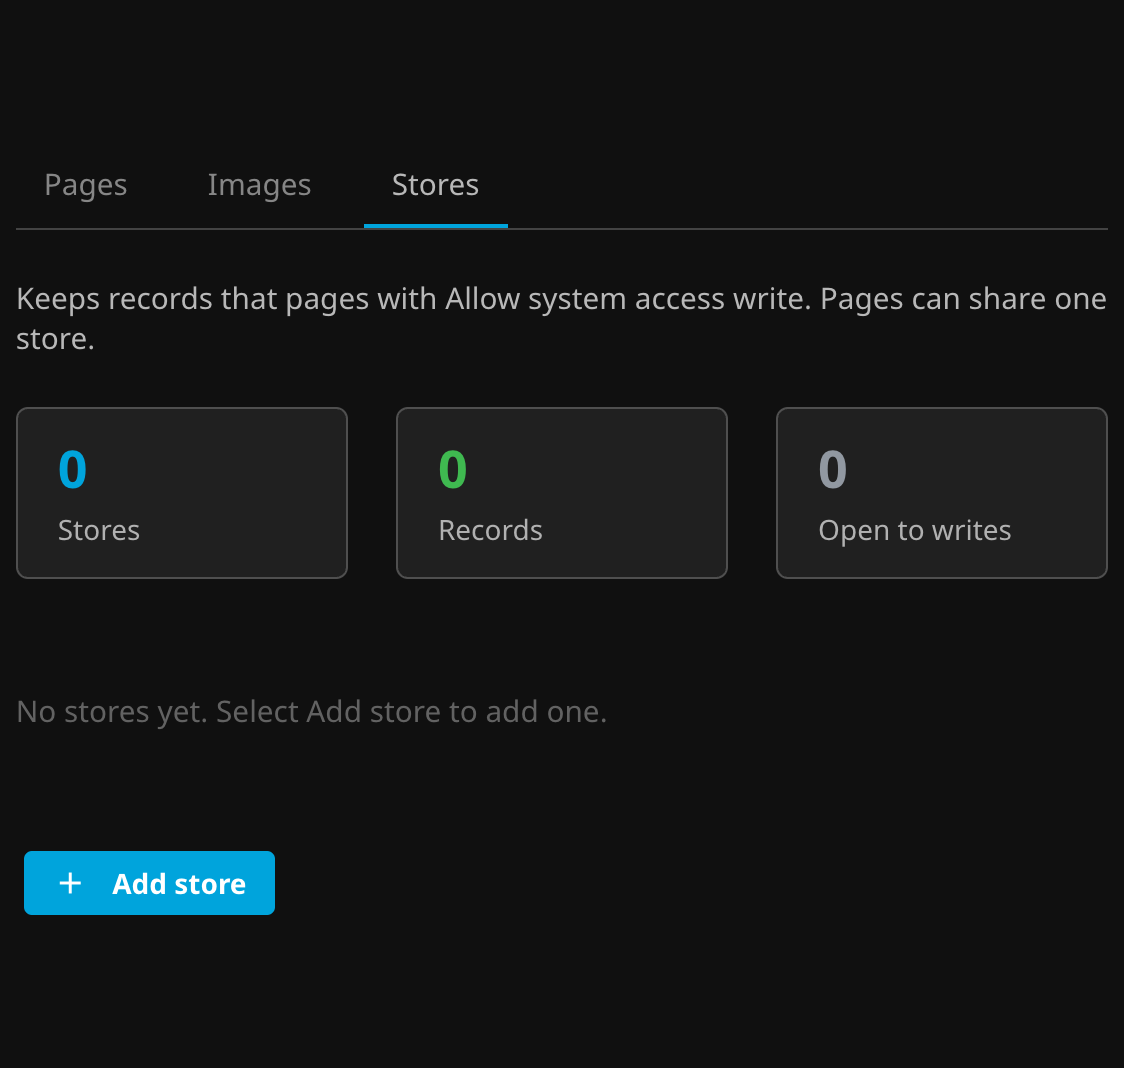 Pages
Images
Stores
Keeps records that pages with Allow system access write. Pages can share one
store.
0
Stores
0
Records
0
Open to writes
No stores yet. Select Add store to add one.
+ Add store